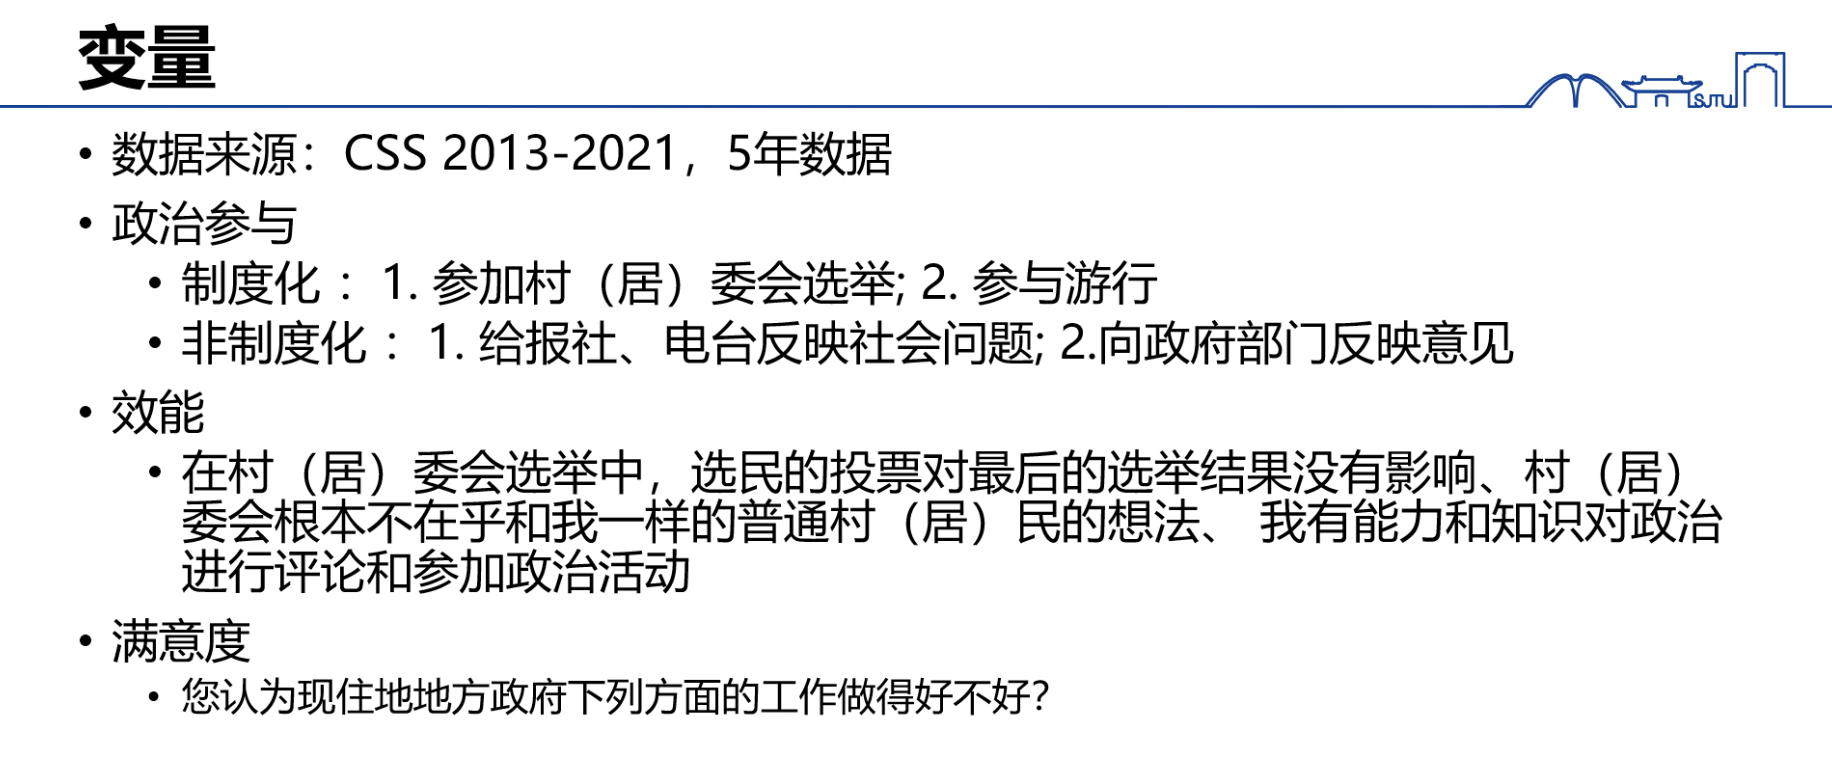 变量
SJTU
• 数据来源：CSS 2013-2021，5年数据
• 政治参与
• 制度化 ：1. 参加村（居）委会选举; 2. 参与游行
• 非制度化 ：1. 给报社、电台反映社会问题; 2.向政府部门反映意见
• 效能
• 在村（居）委会选举中，选民的投票对最后的选举结果没有影响、村（居）
委会根本不在乎和我一样的普通村（居）民的想法、 我有能力和知识对政治
进行评论和参加政治活动
• 满意度
• 您认为现住地地方政府下列方面的工作做得好不好？